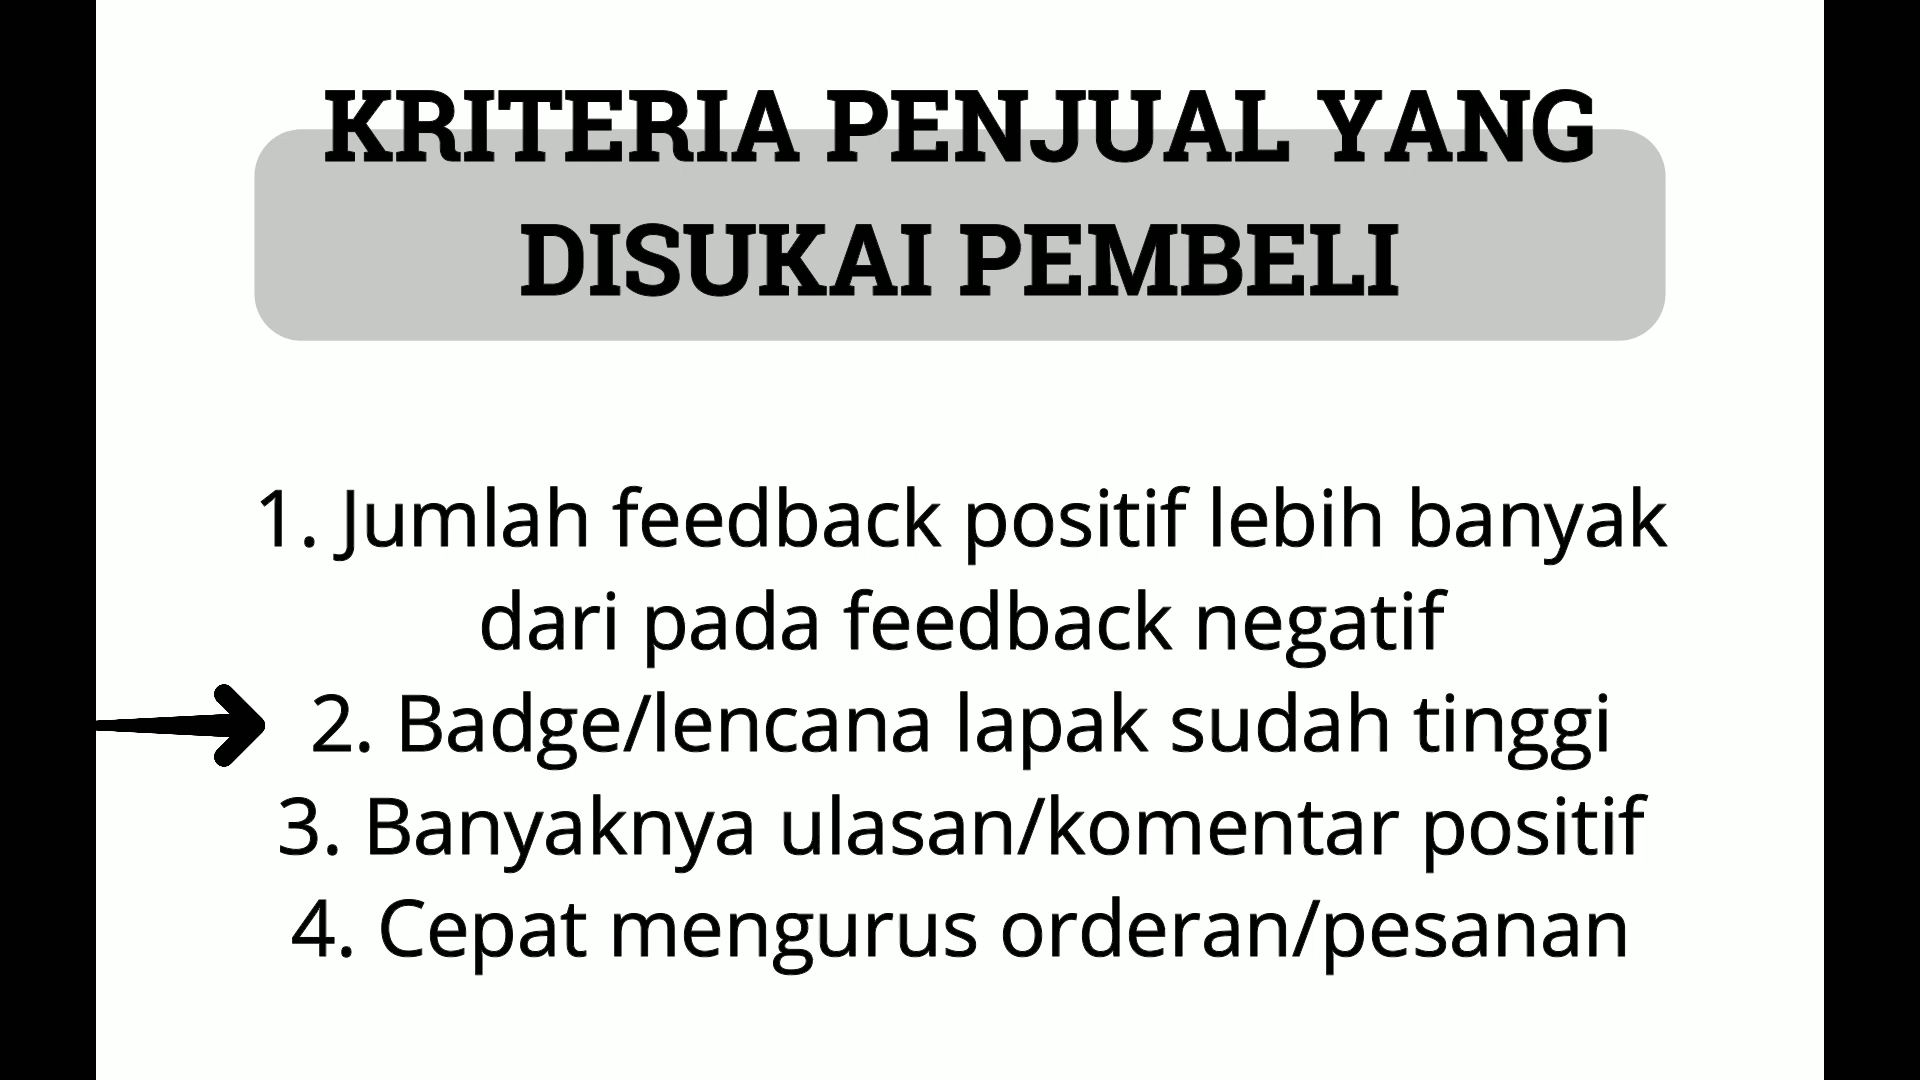 KRITERIA PENJUAL YANG
DISUKAI PEMBELI
1. Jumlah feedback positif lebih banyak
dari pada feedback negatif
2. Badge/lencana lapak sudah tinggi
3. Banyaknya ulasan/komentar positif
4. Cepat mengurus orderan/pesanan